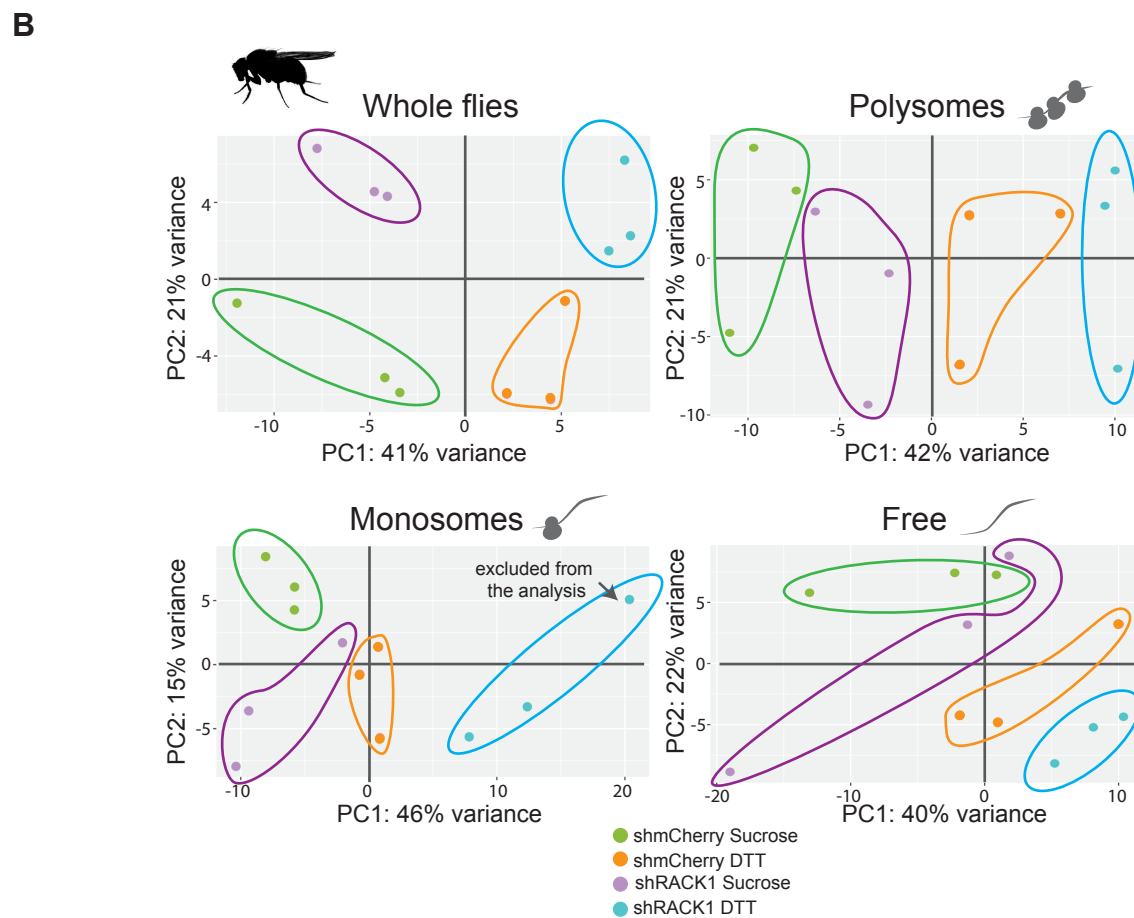 B
Whole flies
PC2: 21% variance
4
0
-4
-10
-5
0
5
PC1: 41% variance
Polysomes
PC2: 21% variance
5
0
-5
-10
-10
-5
0
5
10
PC1: 42% variance
Monosomes
excluded from
the analysis
PC2: 15% variance
5
0
-5
-10
0
10
20
PC1: 46% variance
Free
PC2: 22% variance
5
0
-5
-20
-10
0
10
PC1: 40% variance
shmCherry Sucrose
shmCherry DTT
shRACK1 Sucrose
shRACK1 DTT